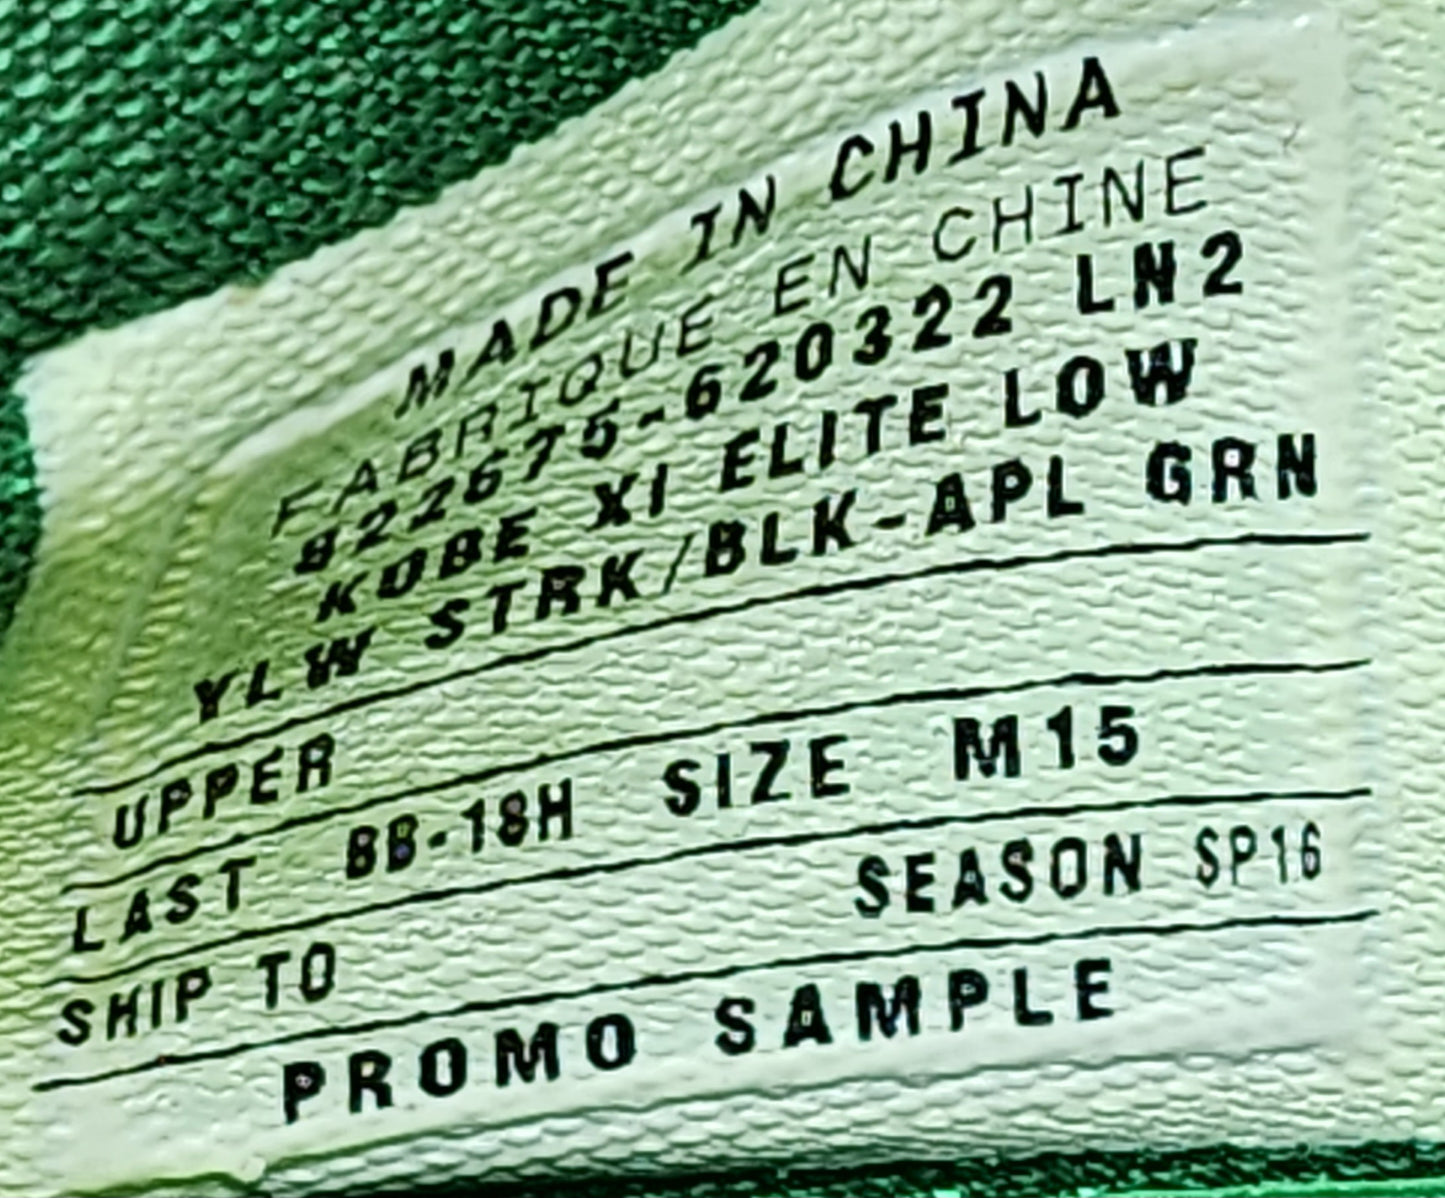 MADE IN CHINA
FABRIQUE EN CHINE
822675-620322 LN2
KOBE XI ELITE LOW
YLW STRK/BLK-APL GRN
UPPER
LAST BB-18H SIZE M15
SHIP TO SEASON SP16
PROMO SAMPLE